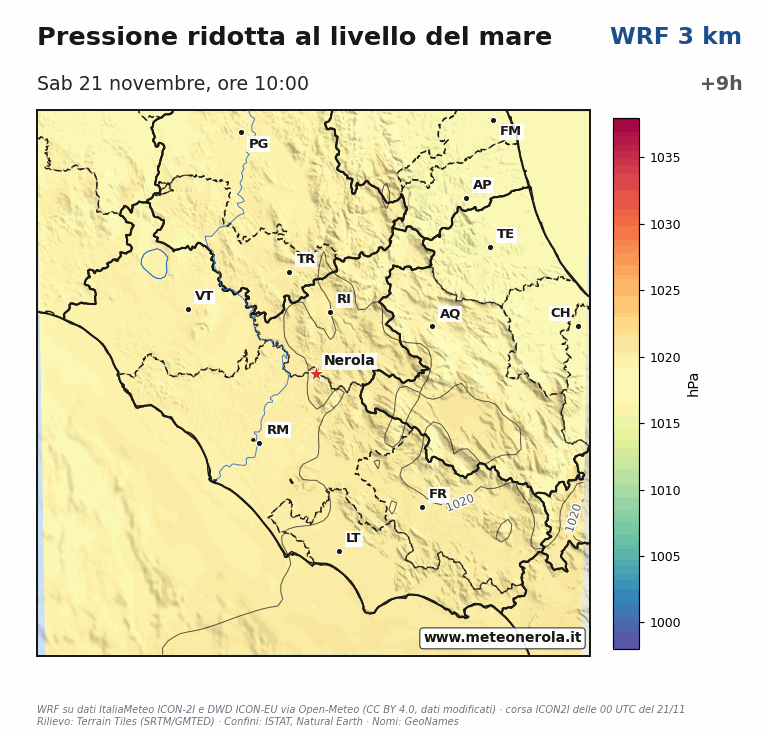 Pressione ridotta al livello del mare
WRF 3 km
Sab 21 novembre, ore 10:00
+9h
PG
FM
AP
TE
TR
RI
VT
AQ
CH
Nerola
RM
FR
1020
1020
LT
www.meteonerola.it
1035
1030
1025
1020
1015
1010
1005
1000
hPa
WRF su dati ItaliaMeteo ICON-2I e DWD ICON-EU via Open-Meteo (CC BY 4.0, dati modificati) · corsa ICON2I delle 00 UTC del 21/11
Rilievo: Terrain Tiles (SRTM/GMTED) · Confini: ISTAT, Natural Earth · Nomi: GeoNames